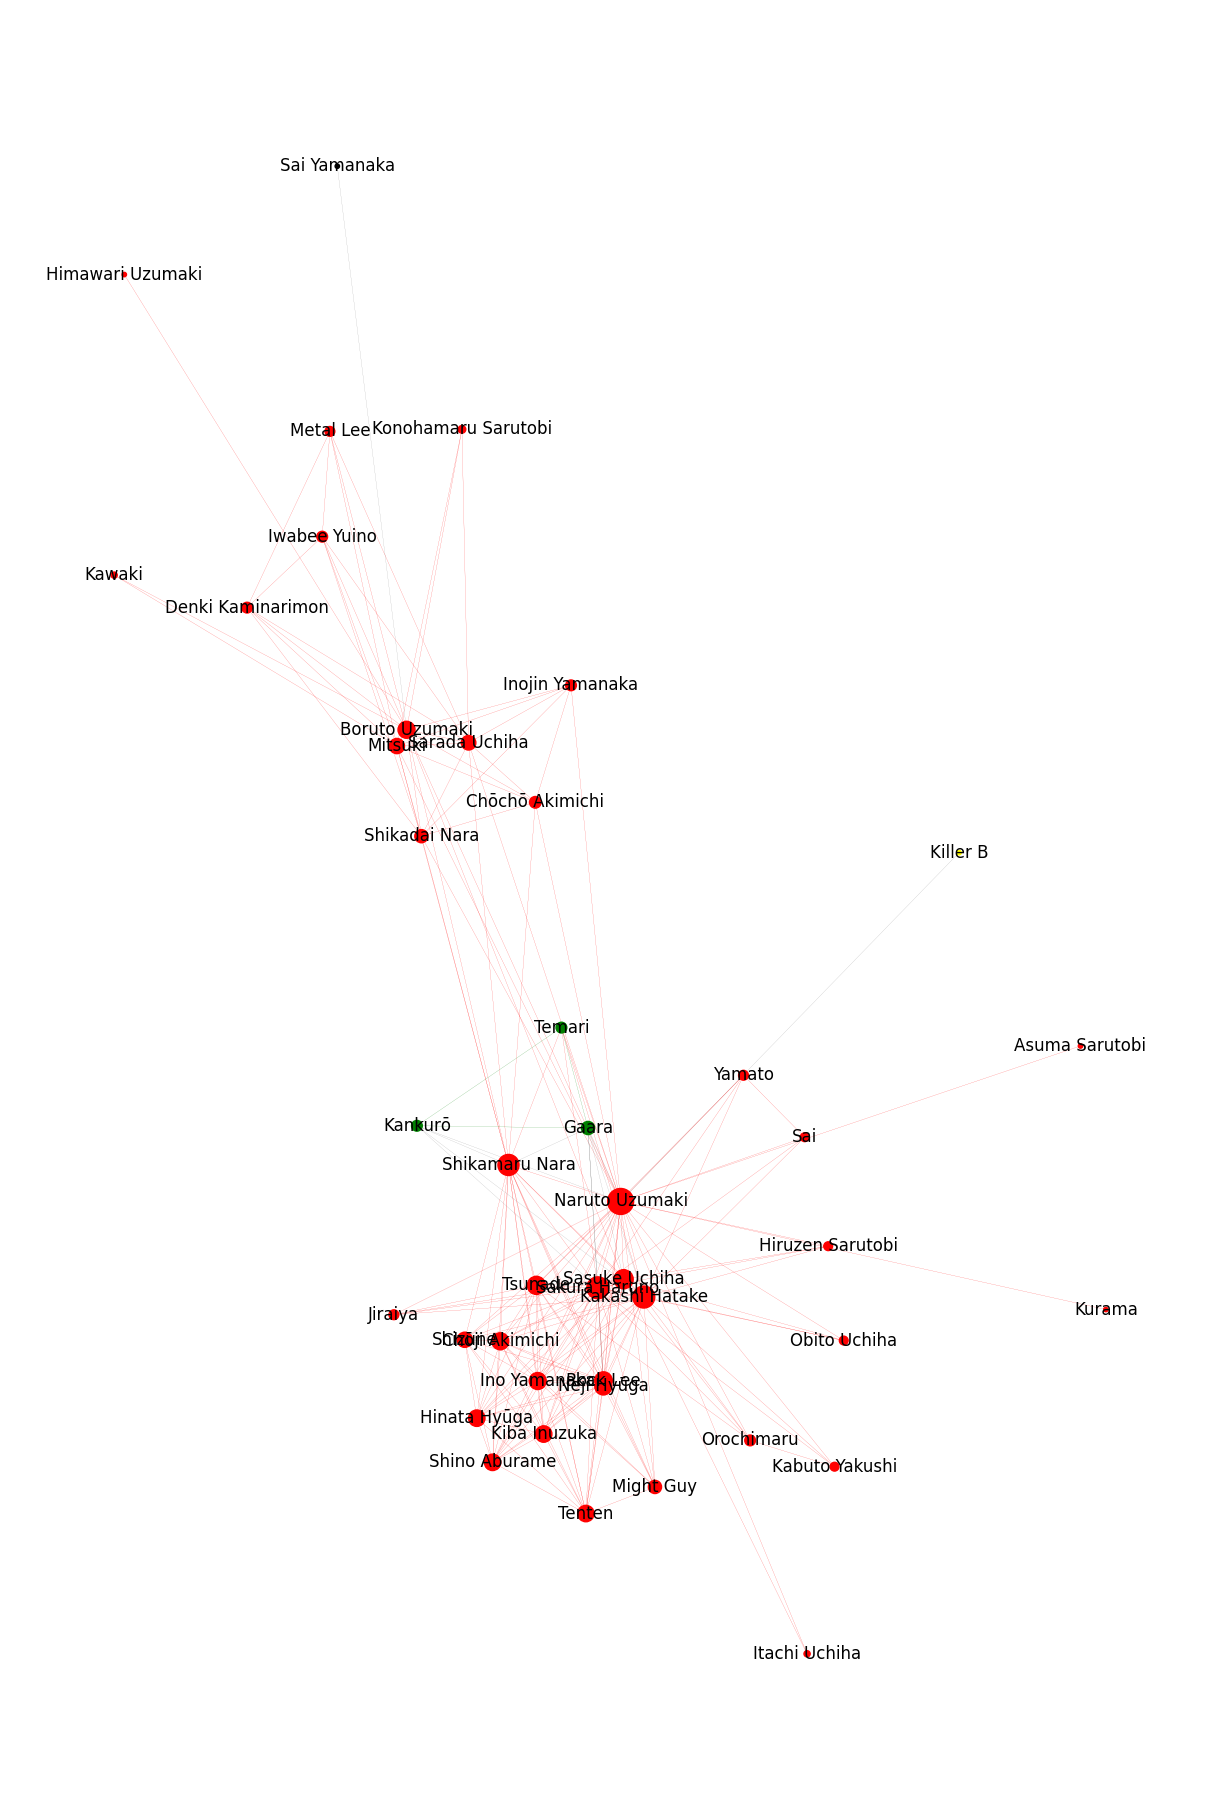 Sai Yamanaka
Himawari Uzumaki
Metal Lee
Konohamaru Sarutobi
Iwabee Yuino
Kawaki
Denki Kaminarimon
Inojin Yamanaka
Boruto Uzumaki
Mitsuki
Sarada Uchiha
Chōchō Akimichi
Shikadai Nara
Killer B
Temari
Asuma Sarutobi
Yamato
Kankurō
Gaara
Sai
Shikamaru Nara
Naruto Uzumaki
Hiruzen Sarutobi
Sasuke Uchiha
Tsunade
Sakura Haruno
Kakashi Hatake
Kurama
Jiraiya
Shizune
Chōji Akimichi
Obito Uchiha
Ino Yamanaka
Rock Lee
Neji Hyūga
Hinata Hyūga
Kiba Inuzuka
Orochimaru
Shino Aburame
Kabuto Yakushi
Might Guy
Tenten
Itachi Uchiha